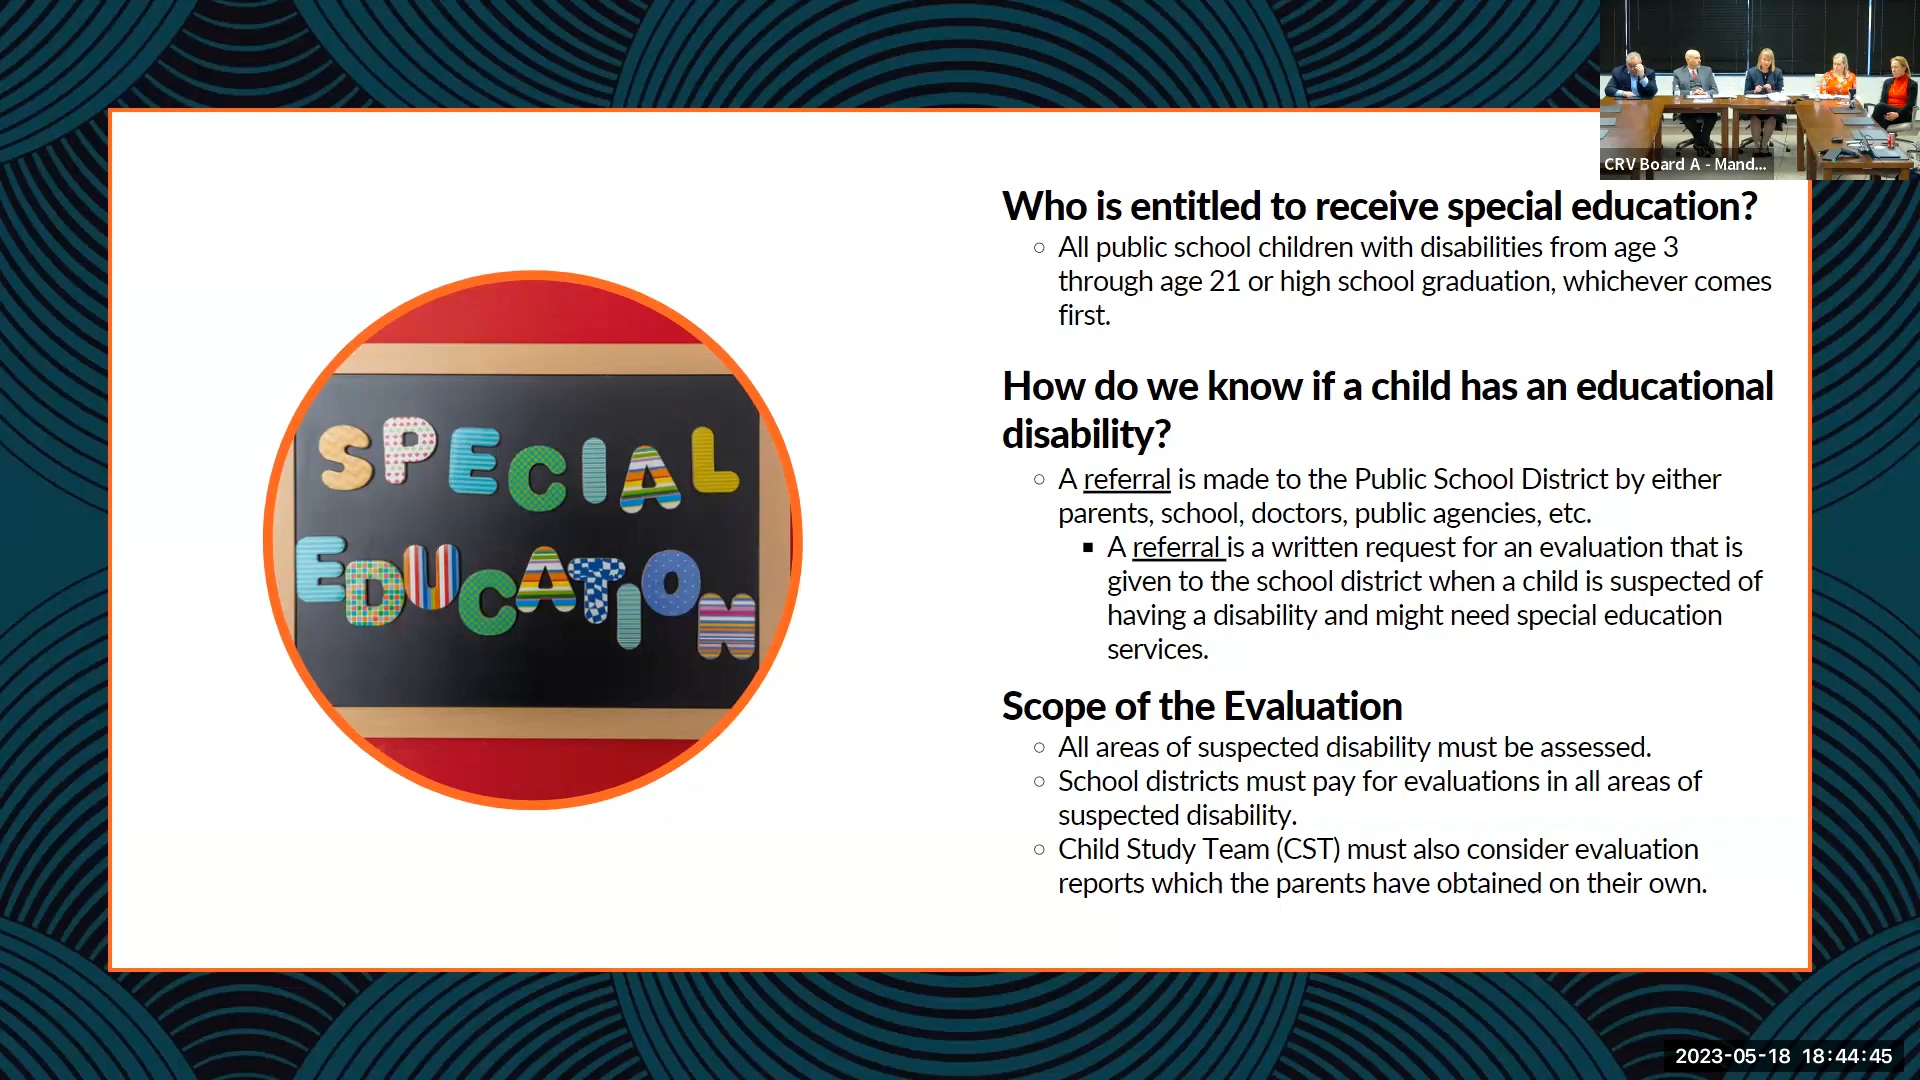 CRV Board A - Mand...
SPECIAL
EDUCATION
Who is entitled to receive special education?
○ All public school children with disabilities from age 3
through age 21 or high school graduation, whichever comes
first.
How do we know if a child has an educational
disability?
○ A referral is made to the Public School District by either
parents, school, doctors, public agencies, etc.
■ A referral is a written request for an evaluation that is
given to the school district when a child is suspected of
having a disability and might need special education
services.
Scope of the Evaluation
○ All areas of suspected disability must be assessed.
○ School districts must pay for evaluations in all areas of
suspected disability.
○ Child Study Team (CST) must also consider evaluation
reports which the parents have obtained on their own.
2023-05-18 18:44:45